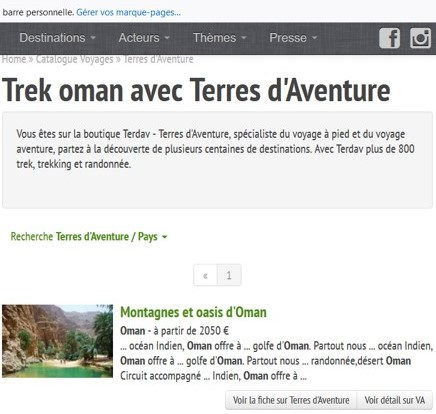 barre personnelle. Gérer vos marque-pages...
Destinations Acteurs Thèmes Presse
Home » Catalogue Voyages » Terres d'Aventure
Trek oman avec Terres d'Aventure
Vous êtes sur la boutique Terdav - Terres d'Aventure, spécialiste du voyage à pied et du voyage
aventure, partez à la découverte de plusieurs centaines de destinations. Avec Terdav plus de 800
trek, trekking et randonnée.
Recherche Terres d'Aventure / Pays
« 1
Montagnes et oasis d'Oman
Oman - à partir de 2050 €
... océan Indien, Oman offre à ... golfe d'Oman. Partout nous ... océan Indien,
Oman offre à ... golfe d'Oman. Partout nous ... randonnée,désert Oman
Circuit accompagné ... Indien, Oman offre à ...
Voir la fiche sur Terres d'Aventure Voir détail sur VA